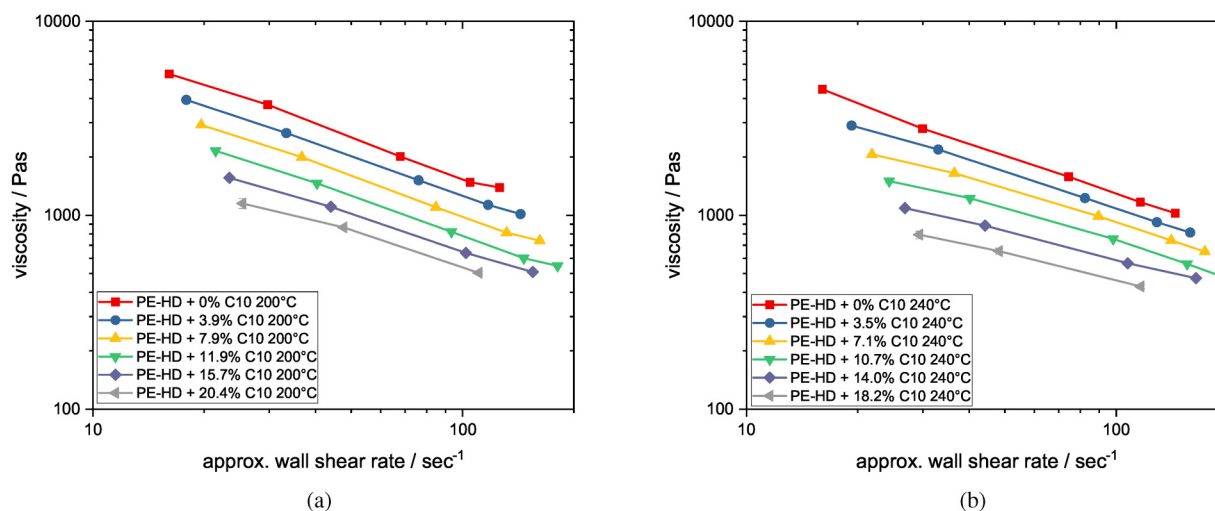 10000
1000
100
viscosity / Pas
PE-HD + 0% C10 200°C
PE-HD + 3.9% C10 200°C
PE-HD + 7.9% C10 200°C
PE-HD + 11.9% C10 200°C
PE-HD + 15.7% C10 200°C
PE-HD + 20.4% C10 200°C
10
100
approx. wall shear rate / sec⁻¹
(a)
10000
1000
100
viscosity / Pas
PE-HD + 0% C10 240°C
PE-HD + 3.5% C10 240°C
PE-HD + 7.1% C10 240°C
PE-HD + 10.7% C10 240°C
PE-HD + 14.0% C10 240°C
PE-HD + 18.2% C10 240°C
10
100
approx. wall shear rate / sec⁻¹
(b)